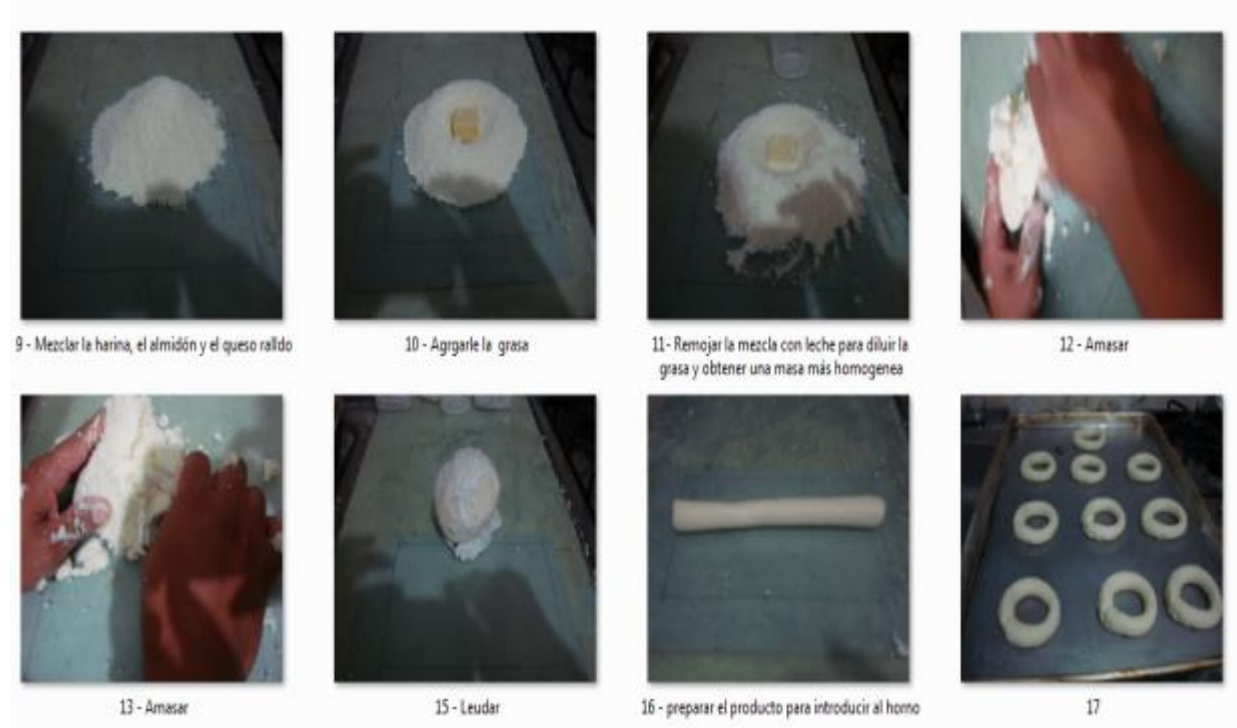 9 - Mezclar la harina, el almidón y el queso ralldo
10 - Agrgarle la grasa
11- Remojar la mezcla con leche para diluir la
grasa y obtener una masa más homogenea
12 - Amasar
13 - Amasar
15 - Leudar
16 - preparar el producto para introducir al horno
17